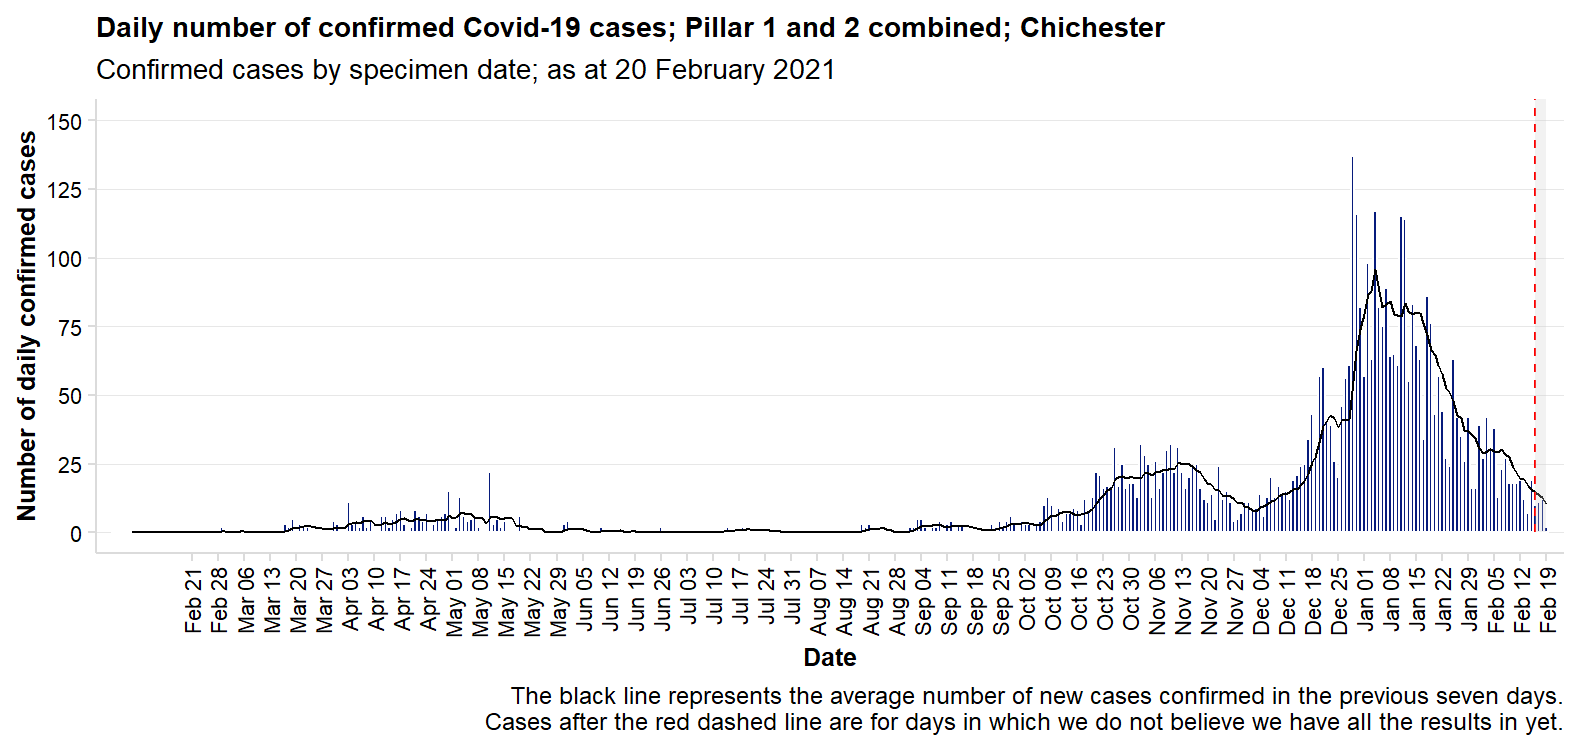 Daily number of confirmed Covid-19 cases; Pillar 1 and 2 combined; Chichester
Confirmed cases by specimen date; as at 20 February 2021
Number of daily confirmed cases
150
125
100
75
50
25
0
Feb 21
Feb 28
Mar 06
Mar 13
Mar 20
Mar 27
Apr 03
Apr 10
Apr 17
Apr 24
May 01
May 08
May 15
May 22
May 29
Jun 05
Jun 12
Jun 19
Jun 26
Jul 03
Jul 10
Jul 17
Jul 24
Jul 31
Aug 07
Aug 14
Aug 21
Aug 28
Sep 04
Sep 11
Sep 18
Sep 25
Oct 02
Oct 09
Oct 16
Oct 23
Oct 30
Nov 06
Nov 13
Nov 20
Nov 27
Dec 04
Dec 11
Dec 18
Dec 25
Jan 01
Jan 08
Jan 15
Jan 22
Jan 29
Feb 05
Feb 12
Feb 19
Date
The black line represents the average number of new cases confirmed in the previous seven days.
Cases after the red dashed line are for days in which we do not believe we have all the results in yet.